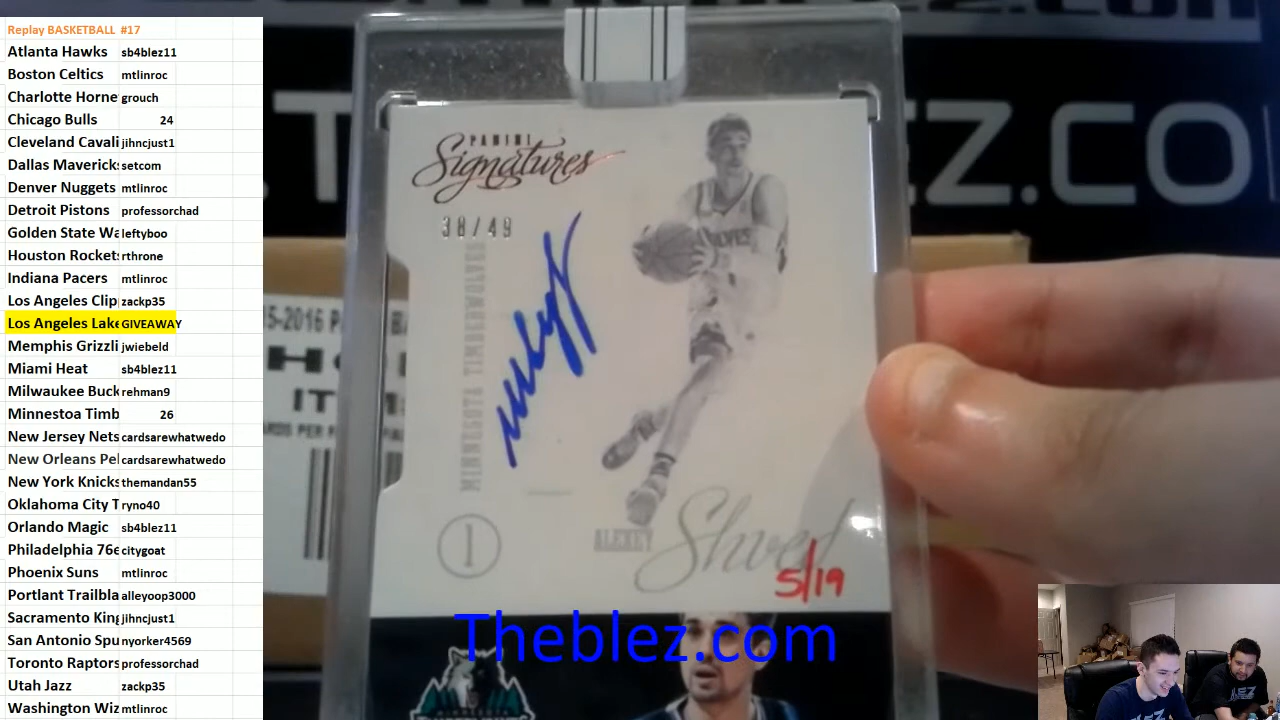 Replay BASKETBALL #17
Atlanta Hawks sb4blez11
Boston Celtics mtlinroc
Charlotte Horne grouch
Chicago Bulls 24
Cleveland Cavali jihncjust1
Dallas Mavericks setcom
Denver Nuggets mtlinroc
Detroit Pistons professorchad
Golden State Wa leftyboo
Houston Rockets rthrone
Indiana Pacers mtlinroc
Los Angeles Clip zackp35
Los Angeles Lake GIVEAWAY
Memphis Grizzli jwiebeld
Miami Heat sb4blez11
Milwaukee Buck rehman9
Minnestoa Timb 26
New Jersey Nets cardsarewhatwedo
New Orleans Pel cardsarewhatwedo
New York Knicks themandan55
Oklahoma City T ryno40
Orlando Magic sb4blez11
Philadelphia 76e citygoat
Phoenix Suns mtlinroc
Portlant Trailbla alleyoop3000
Sacramento King jihncjust1
San Antonio Spu nyorker4569
Toronto Raptors professorchad
Utah Jazz zackp35
Washington Wiz mtlinroc
PANINI
Signatures
38/49
MINNESOTA TIMBERWOLVES
1
ALEXEY Shved
5/19
Theblez.com